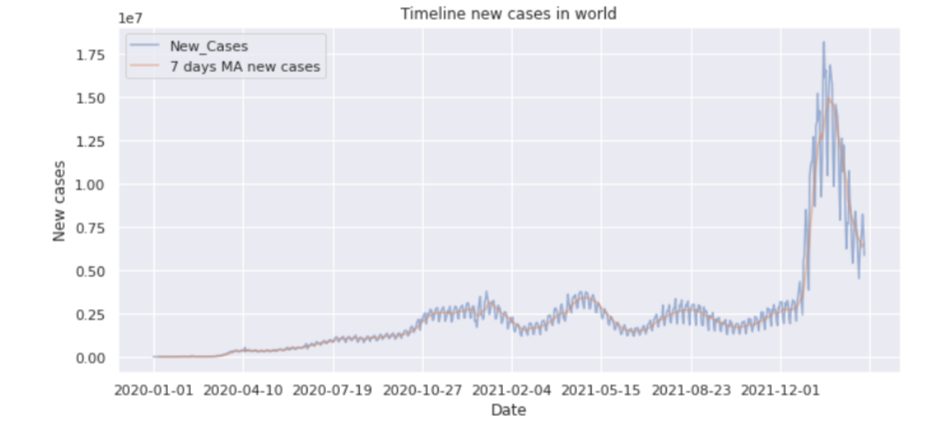 Timeline new cases in world
1e7
New_Cases
7 days MA new cases
1.75
1.50
1.25
1.00
0.75
0.50
0.25
0.00
New cases
2020-01-01 2020-04-10 2020-07-19 2020-10-27 2021-02-04 2021-05-15 2021-08-23 2021-12-01
Date